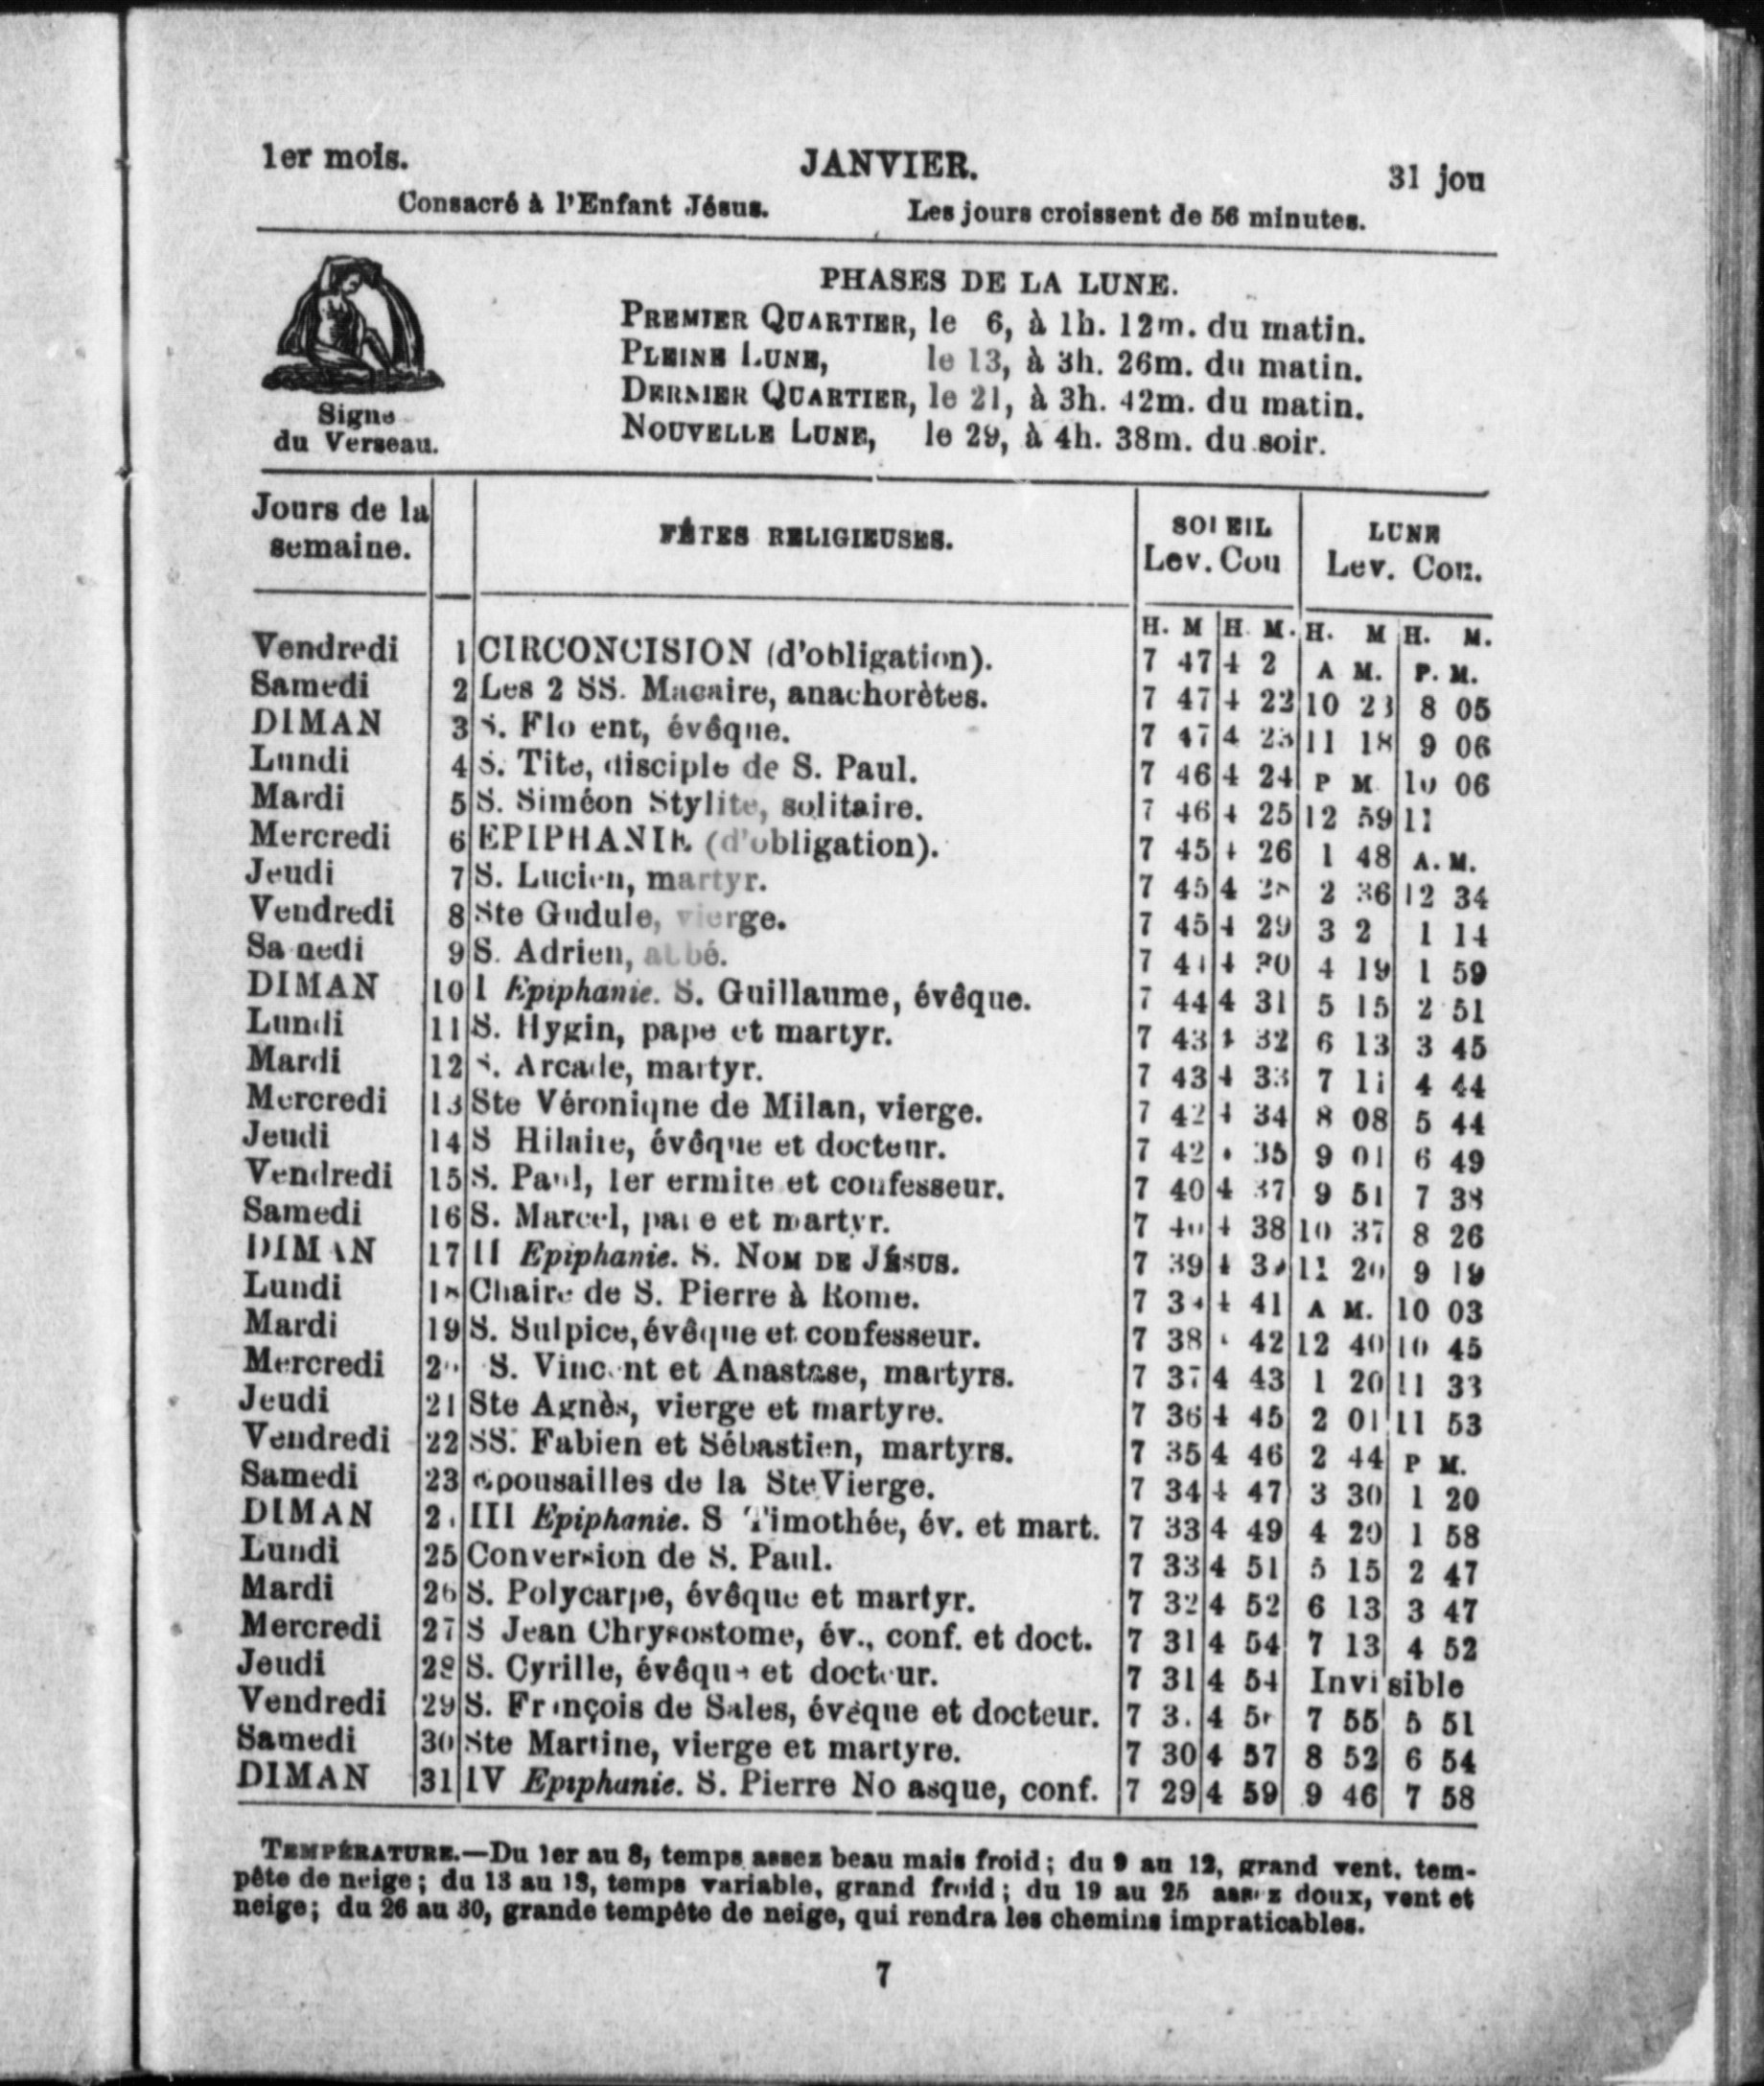 1er mois.
JANVIER.
31 jou
Consacré à l'Enfant Jésus.
Les jours croissent de 56 minutes.
PHASES DE LA LUNE.
PREMIER QUARTIER, le 6, à 1h. 12m. du matin.
PLEINE LUNE, le 13, à 3h. 26m. du matin.
DERNIER QUARTIER, le 21, à 3h. 42m. du matin.
NOUVELLE LUNE, le 29, à 4h. 38m. du soir.
Signe
du Verseau.
Jours de la
semaine.
FÊTES RELIGIEUSES.
SOLEIL
Lev. Cou
LUNE
Lev. Cou.
H. M H. M. H. M H. M.
Vendredi 1 CIRCONCISION (d'obligation). 7 47 4 2 A M. P. M.
Samedi 2 Les 2 SS. Macaire, anachorètes. 7 47 4 22 10 23 8 05
DIMAN 3 S. Flo ent, évêque. 7 47 4 23 11 18 9 06
Lundi 4 S. Tite, disciple de S. Paul. 7 46 4 24 P M. 10 06
Mardi 5 S. Siméon Stylite, solitaire. 7 46 4 25 12 59 11
Mercredi 6 EPIPHANIE (d'obligation). 7 45 4 26 1 48 A. M.
Jeudi 7 S. Lucien, martyr. 7 45 4 28 2 36 12 34
Vendredi 8 Ste Gudule, vierge. 7 45 4 29 3 2 1 14
Samedi 9 S. Adrien, abbé. 7 44 4 30 4 19 1 59
DIMAN 10 I Epiphanie. S. Guillaume, évêque. 7 44 4 31 5 15 2 51
Lundi 11 S. Hygin, pape et martyr. 7 43 4 32 6 13 3 45
Mardi 12 S. Arcade, martyr. 7 43 4 33 7 11 4 44
Mercredi 13 Ste Véronique de Milan, vierge. 7 42 4 34 8 08 5 44
Jeudi 14 S Hilaire, évêque et docteur. 7 42 35 9 01 6 49
Vendredi 15 S. Paul, 1er ermite et confesseur. 7 40 4 37 9 51 7 38
Samedi 16 S. Marcel, pape et martyr. 7 40 4 38 10 37 8 26
DIMAN 17 II Epiphanie. S. NOM DE JÉSUS. 7 39 4 39 11 20 9 19
Lundi 18 Chaire de S. Pierre à Rome. 7 4 41 A M. 10 03
Mardi 19 S. Sulpice, évêque et confesseur. 7 38 42 12 40 10 45
Mercredi 20 S. Vincent et Anastase, martyrs. 7 37 4 43 1 20 11 33
Jeudi 21 Ste Agnès, vierge et martyre. 7 36 4 45 2 01 11 53
Vendredi 22 SS. Fabien et Sébastien, martyrs. 7 35 4 46 2 44 P M.
Samedi 23 Epousailles de la Ste Vierge. 7 34 4 47 3 30 1 20
DIMAN 2 III Epiphanie. S Timothée, év. et mart. 7 33 4 49 4 20 1 58
Lundi 25 Conversion de S. Paul. 7 33 4 51 5 15 2 47
Mardi 26 S. Polycarpe, évêque et martyr. 7 32 4 52 6 13 3 47
Mercredi 27 S Jean Chrysostome, év., conf. et doct. 7 31 4 54 7 13 4 52
Jeudi 28 S. Cyrille, évêque et docteur. 7 31 4 54 Invisible
Vendredi 29 S. François de Sales, évêque et docteur. 7 4 7 55 5 51
Samedi 30 Ste Martine, vierge et martyre. 7 30 4 57 8 52 6 54
DIMAN 31 IV Epiphanie. S. Pierre No asque, conf. 7 29 4 59 9 46 7 58
TEMPÉRATURE.—Du 1er au 8, temps assez beau mais froid; du 9 au 12, grand vent, tem-
pête de neige; du 13 au 18, temps variable, grand froid; du 19 au 25 assez doux, vent et
neige; du 26 au 30, grande tempête de neige, qui rendra les chemins impraticables.
7